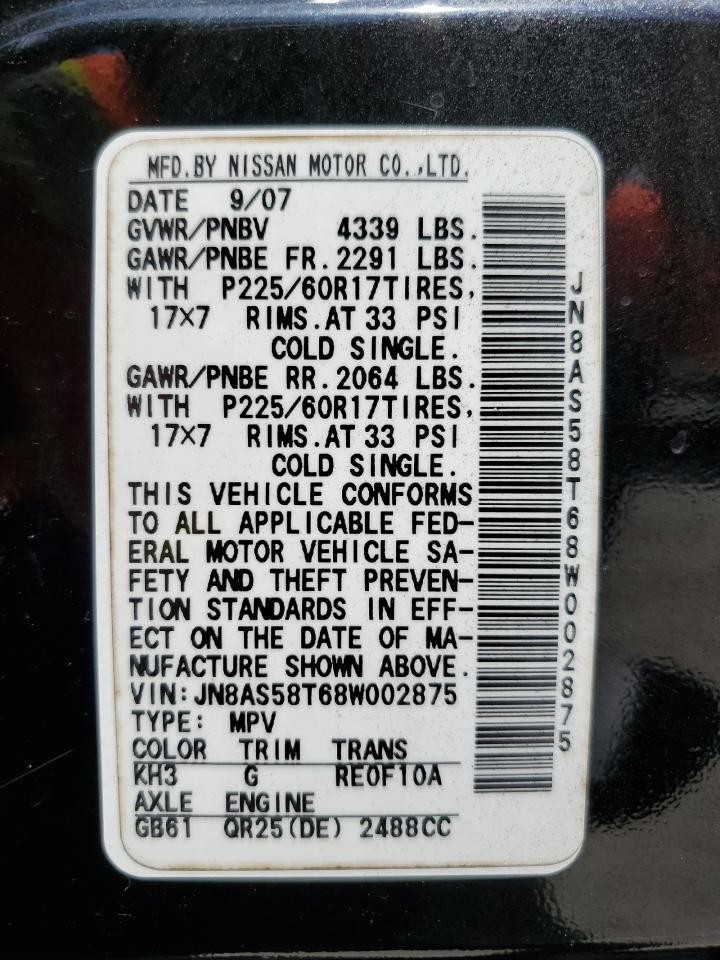 MFD.BY NISSAN MOTOR CO.,LTD.
DATE 9/07
GVWR/PNBV 4339 LBS.
GAWR/PNBE FR.2291 LBS.
WITH P225/60R17TIRES,
17×7 RIMS.AT 33 PSI
COLD SINGLE.
GAWR/PNBE RR.2064 LBS.
WITH P225/60R17TIRES,
17×7 RIMS.AT 33 PSI
COLD SINGLE.
THIS VEHICLE CONFORMS
TO ALL APPLICABLE FED-
ERAL MOTOR VEHICLE SA-
FETY AND THEFT PREVEN-
TION STANDARDS IN EFF-
ECT ON THE DATE OF MA-
NUFACTURE SHOWN ABOVE.
VIN:JN8AS58T68W002875
TYPE: MPV
COLOR TRIM TRANS
KH3 G RE0F10A
AXLE ENGINE
GB61 QR25(DE) 2488CC
JN8AS58T68W002875